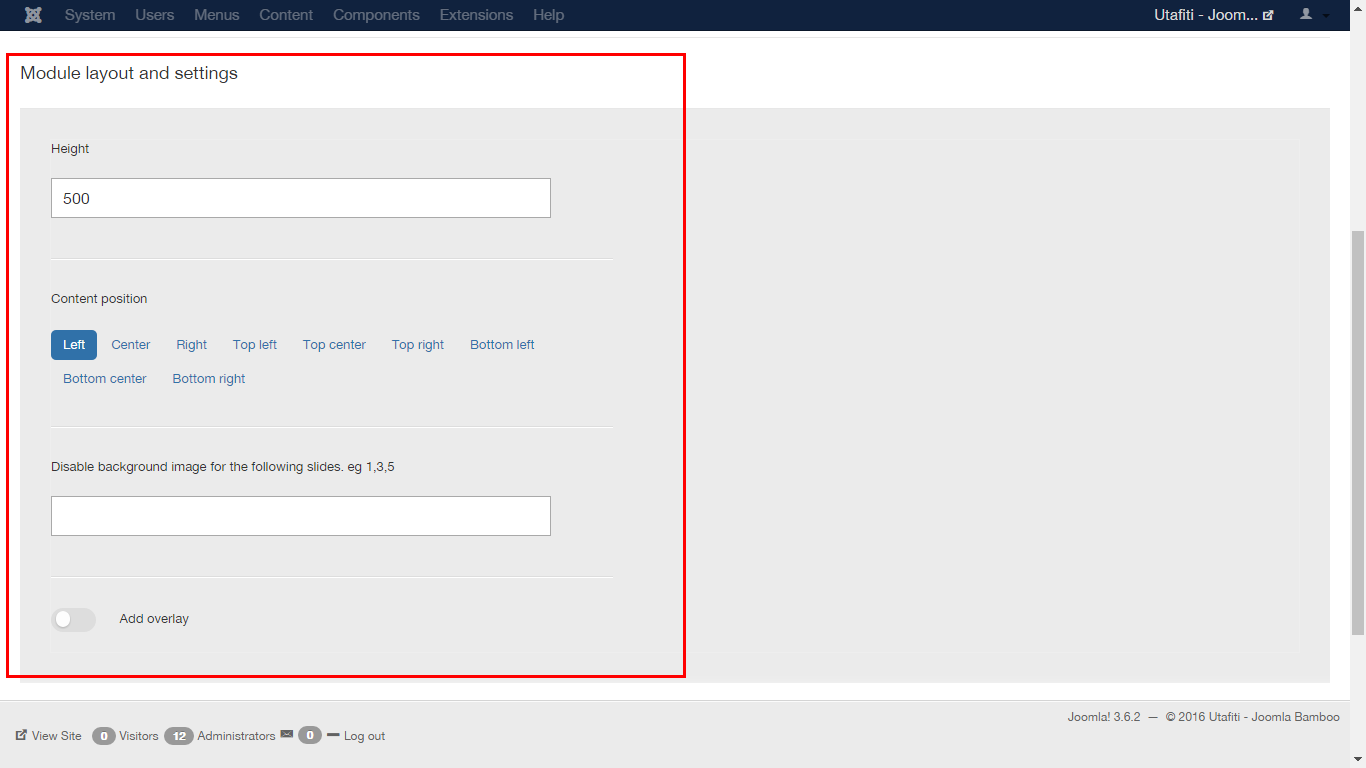 System Users Menus Content Components Extensions Help Utafiti - Joom...
Module layout and settings
Height
500
Content position
Left Center Right Top left Top center Top right Bottom left
Bottom center Bottom right
Disable background image for the following slides. eg 1,3,5
Add overlay
Joomla! 3.6.2 — © 2016 Utafiti - Joomla Bamboo
View Site 0 Visitors 12 Administrators 0 Log out